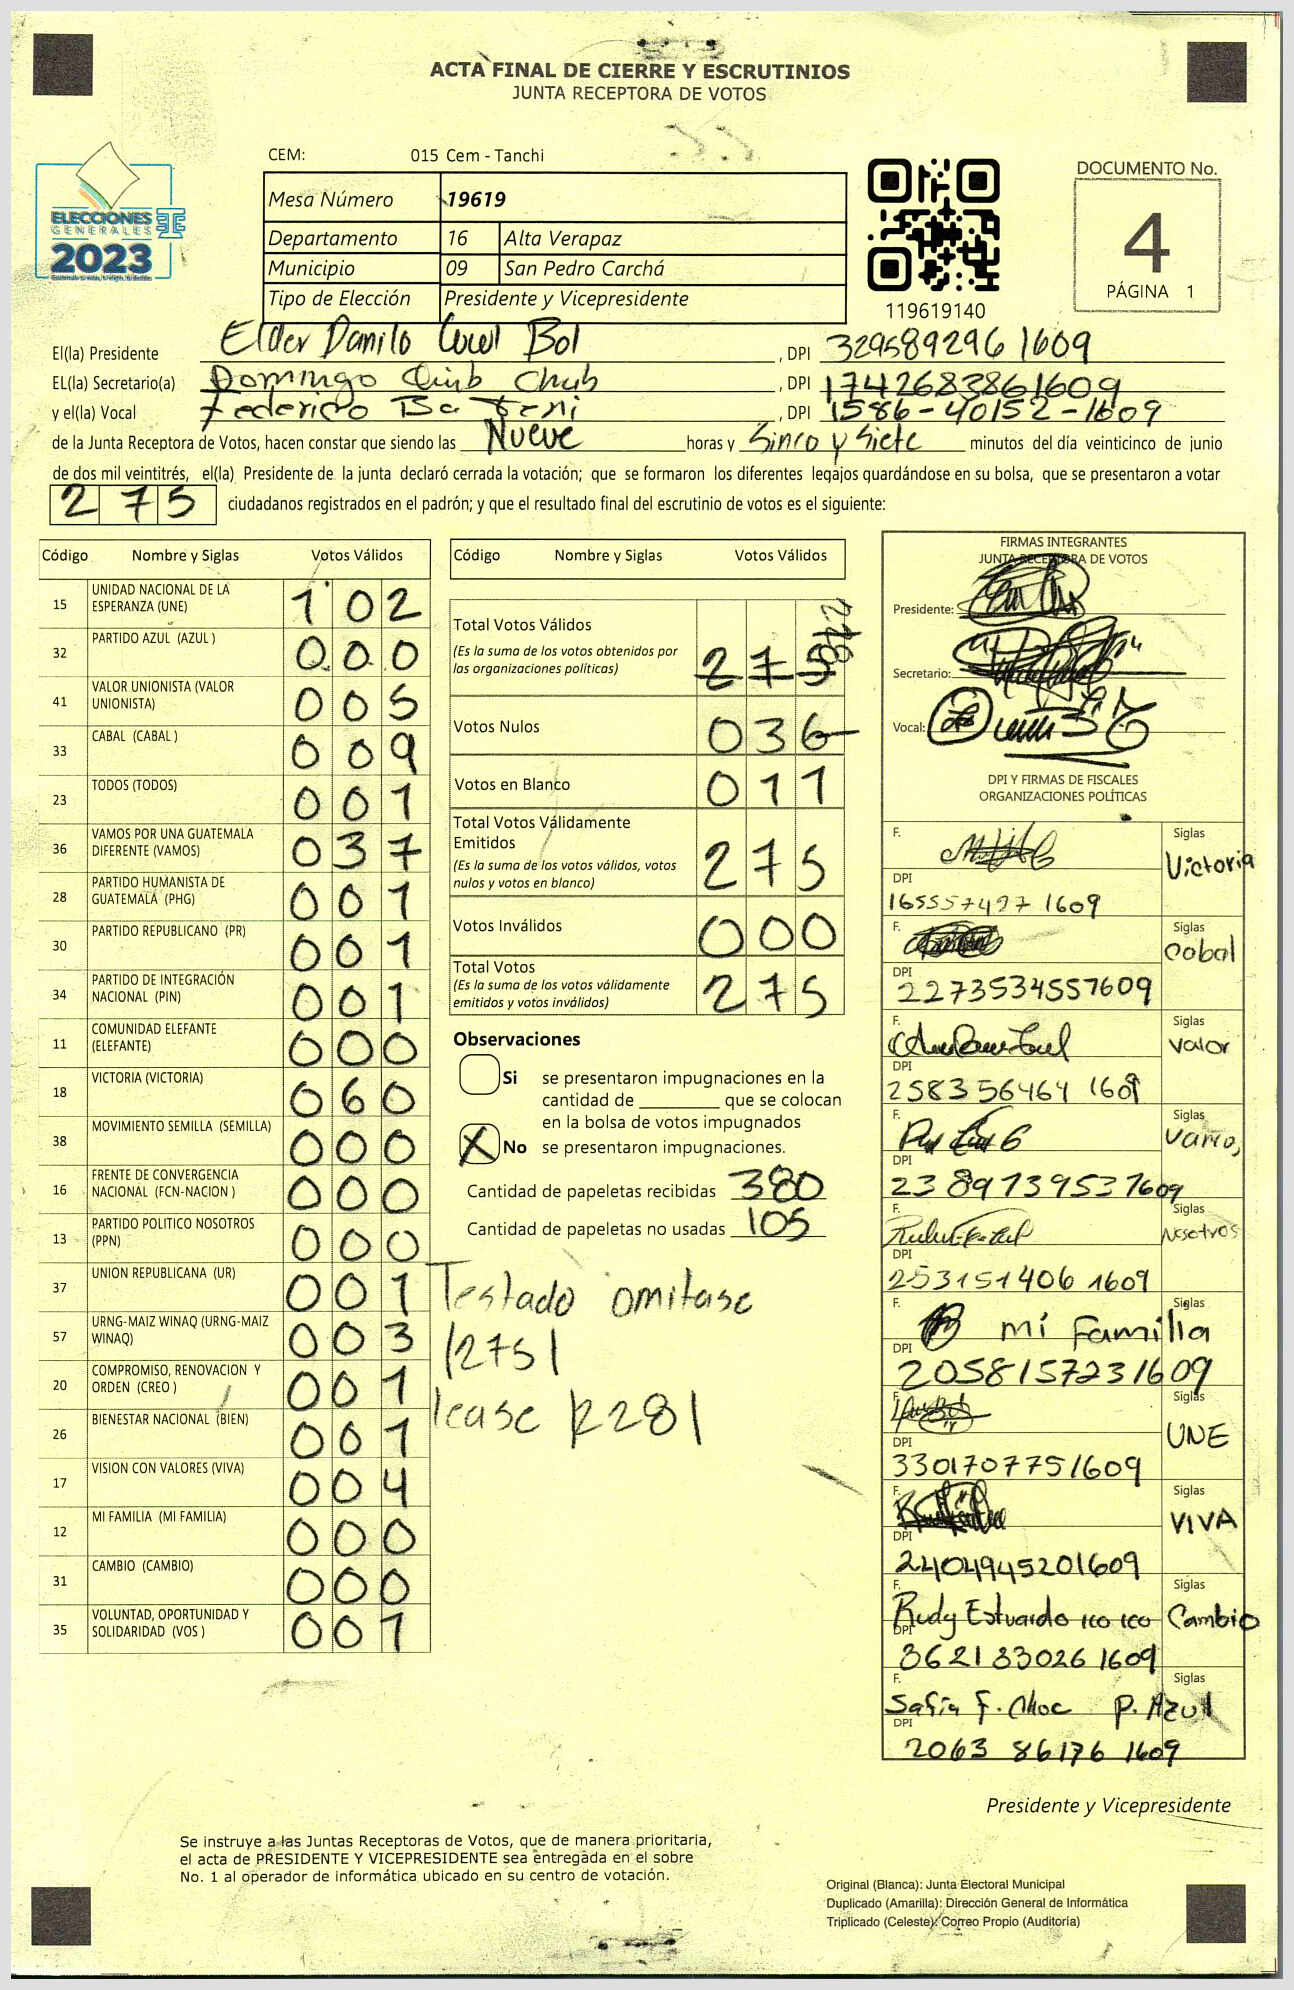 ACTA FINAL DE CIERRE Y ESCRUTINIOS
JUNTA RECEPTORA DE VOTOS
CEM: 015 Cem - Tanchi
ELECCIONES
GENERALES
2023
Mesa Número 19619
Departamento 16 Alta Verapaz
Municipio 09 San Pedro Carchá
Tipo de Elección Presidente y Vicepresidente
119619140
DOCUMENTO No.
4
PÁGINA 1
El(la) Presidente Elder Danilo Cucul Bol , DPI 329589296 1609
EL(la) Secretario(a) Domingo Chub , DPI 1742683861609
y el(la) Vocal Federico , DPI 1586-40152-1609
de la Junta Receptora de Votos, hacen constar que siendo las Nueve horas y Sinco y Siete minutos del día veinticinco de junio
de dos mil veintitrés, el(la) Presidente de la junta declaró cerrada la votación; que se formaron los diferentes legajos guardándose en su bolsa, que se presentaron a votar
275 ciudadanos registrados en el padrón; y que el resultado final del escrutinio de votos es el siguiente:
Código Nombre y Siglas Votos Válidos
15 UNIDAD NACIONAL DE LA ESPERANZA (UNE) 102
32 PARTIDO AZUL (AZUL ) 000
41 VALOR UNIONISTA (VALOR UNIONISTA) 005
33 CABAL (CABAL ) 009
23 TODOS (TODOS) 001
36 VAMOS POR UNA GUATEMALA DIFERENTE (VAMOS) 037
28 PARTIDO HUMANISTA DE GUATEMALA (PHG) 001
30 PARTIDO REPUBLICANO (PR) 001
34 PARTIDO DE INTEGRACIÓN NACIONAL (PIN) 001
11 COMUNIDAD ELEFANTE (ELEFANTE) 000
18 VICTORIA (VICTORIA) 060
38 MOVIMIENTO SEMILLA (SEMILLA) 000
16 FRENTE DE CONVERGENCIA NACIONAL (FCN-NACION ) 000
13 PARTIDO POLITICO NOSOTROS (PPN) 000
37 UNION REPUBLICANA (UR) 001
57 URNG-MAIZ WINAQ (URNG-MAIZ WINAQ) 003
20 COMPROMISO, RENOVACION Y ORDEN (CREO ) 001
26 BIENESTAR NACIONAL (BIEN) 001
17 VISION CON VALORES (VIVA) 004
12 MI FAMILIA (MI FAMILIA) 000
31 CAMBIO (CAMBIO) 000
35 VOLUNTAD, OPORTUNIDAD Y SOLIDARIDAD (VOS ) 001
Código Nombre y Siglas Votos Válidos
Total Votos Válidos
(Es la suma de los votos obtenidos por
las organizaciones políticas) 275
Votos Nulos 036
Votos en Blanco 011
Total Votos Válidamente
Emitidos
(Es la suma de los votos válidos, votos
nulos y votos en blanco) 275
Votos Inválidos 000
Total Votos
(Es la suma de los votos válidamente
emitidos y votos inválidos) 275
Observaciones
Si se presentaron impugnaciones en la
cantidad de ________ que se colocan
en la bolsa de votos impugnados
X No se presentaron impugnaciones.
Cantidad de papeletas recibidas 380
Cantidad de papeletas no usadas 105
Testado omitase
|275|
lease |228|
FIRMAS INTEGRANTES
JUNTA RECEPTORA DE VOTOS
Presidente:
Secretario:
Vocal:
DPI Y FIRMAS DE FISCALES
ORGANIZACIONES POLÍTICAS
F. Siglas Victoria
DPI 165557427 1609
F. Siglas Cabal
DPI 2273534557609
F. Siglas Valor
DPI 258356464 1609
F. Siglas
DPI 2389739537609
F. Siglas Nosotros
DPI 253151406 1609
F. Siglas mi Familia
DPI 2058157231609
F. Siglas UNE
DPI 3301707751609
F. Siglas VIVA
DPI 2404945201609
F. Rudy Estuardo Ico Ico Siglas Cambio
DPI 362183026 1609
F. Sofia F. Choc Siglas P. Azul
DPI 2063 86176 1609
Presidente y Vicepresidente
Se instruye a las Juntas Receptoras de Votos, que de manera prioritaria,
el acta de PRESIDENTE Y VICEPRESIDENTE sea entregada en el sobre
No. 1 al operador de informática ubicado en su centro de votación.
Original (Blanca): Junta Electoral Municipal
Duplicado (Amarilla): Dirección General de Informática
Triplicado (Celeste): Correo Propio (Auditoría)